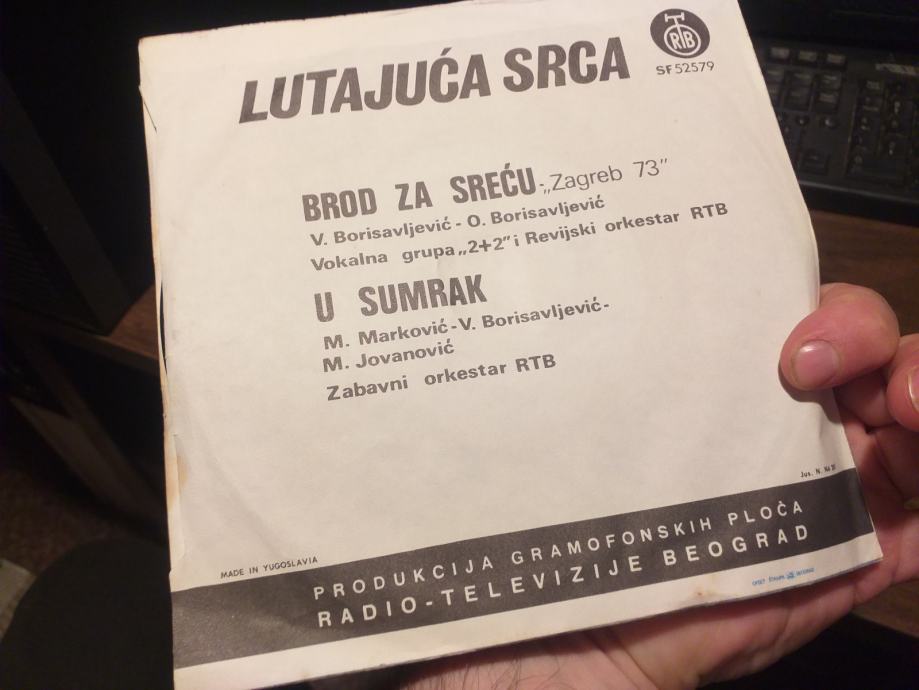 LUTAJUĆA SRCA
RTB
SF 52579
BROD ZA SREĆU-„Zagreb 73”
V. Borisavljević - O. Borisavljević
Vokalna grupa „2+2” i Revijski orkestar RTB
U SUMRAK
M. Marković-V. Borisavljević-
M. Jovanović
Zabavni orkestar RTB
Jus. N.
MADE IN YUGOSLAVIA
PRODUKCIJA GRAMOFONSKIH PLOČA
RADIO-TELEVIZIJE BEOGRAD